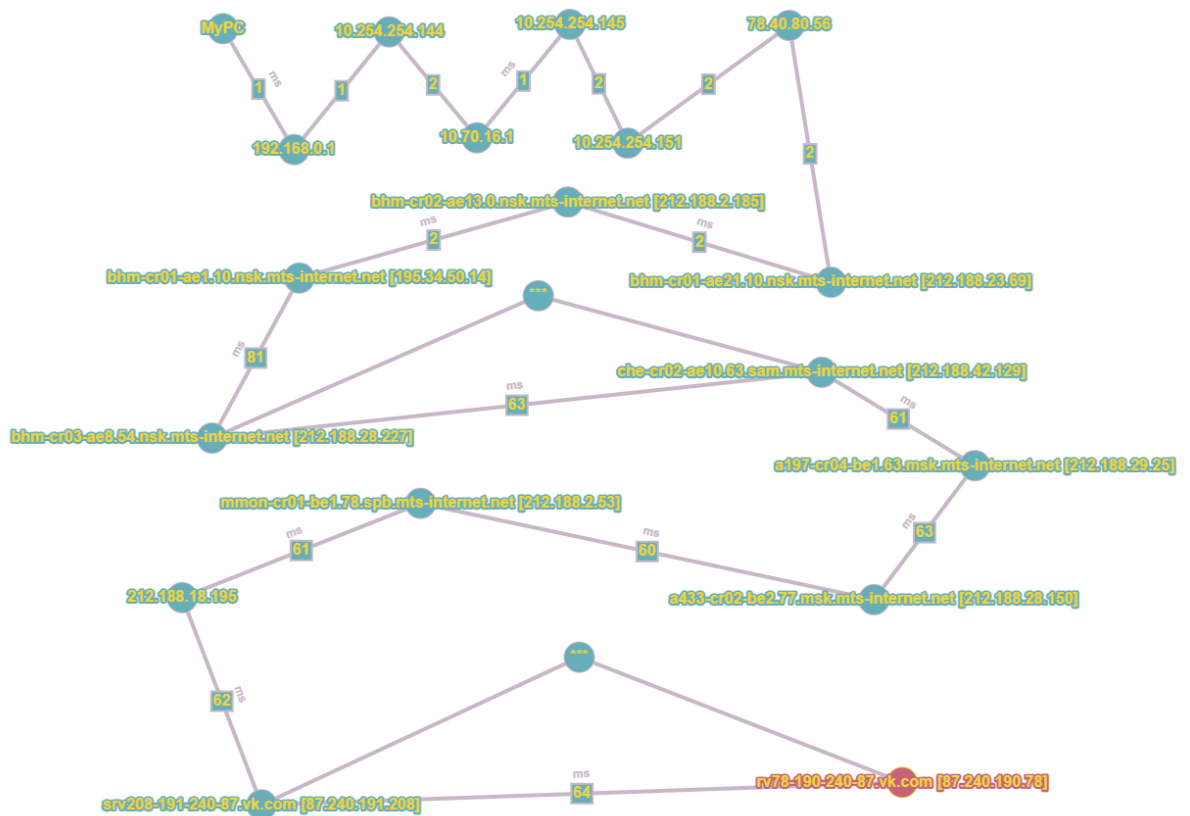 MyPC
10.254.254.144
10.254.254.145
78.40.80.56
ms
ms
1
1
2
1
2
2
192.168.0.1
10.70.16.1
10.254.254.151
2
bhm-cr02-ae13.0.nsk.mts-internet.net [212.188.2.185]
ms
2
ms
2
bhm-cr01-ae1.10.nsk.mts-internet.net [195.34.50.14]
bhm-cr01-ae21.10.nsk.mts-internet.net [212.188.23.69]
***
ms
81
che-cr02-ae10.63.sam.mts-internet.net [212.188.42.129]
ms
63
ms
61
bhm-cr03-ae8.54.nsk.mts-internet.net [212.188.28.227]
a197-cr04-be1.63.msk.mts-internet.net [212.188.29.25]
mmon-cr01-be1.78.spb.mts-internet.net [212.188.2.53]
ms
61
ms
60
ms
63
212.188.18.195
a433-cr02-be2.77.msk.mts-internet.net [212.188.28.150]
***
62
ms
ms
64
rv78-190-240-87.vk.com [87.240.190.78]
srv208-191-240-87.vk.com [87.240.191.208]